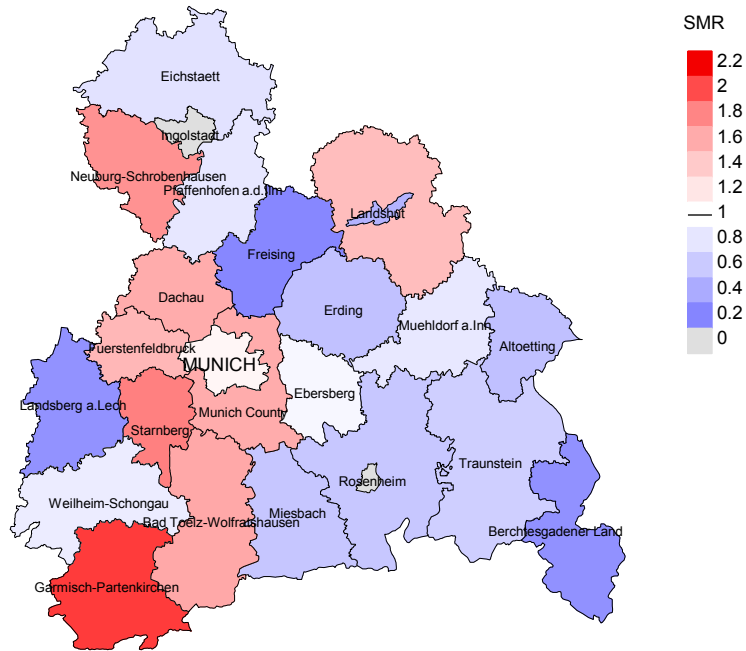 SMR
2.2
2
1.8
1.6
1.4
1.2
1
0.8
0.6
0.4
0.2
0
Eichstaett
Ingolstadt
Neuburg-Schrobenhausen
Pfaffenhofen a.d.Ilm
Landshut
Freising
Dachau
Erding
Muehldorf a.Inn
Altoetting
Fuerstenfeldbruck
MUNICH
Ebersberg
Landsberg a.Lech
Munich County
Starnberg
Traunstein
Rosenheim
Weilheim-Schongau
Miesbach
Bad Toelz-Wolfratshausen
Berchtesgadener Land
Garmisch-Partenkirchen